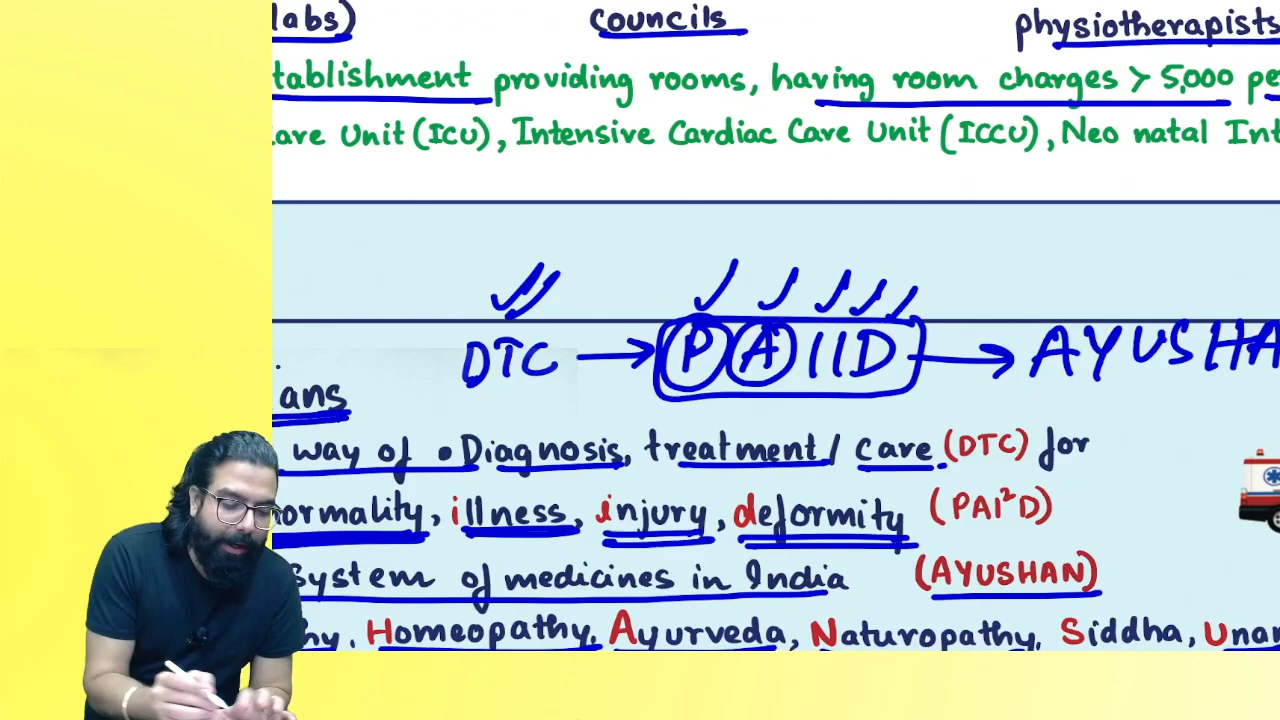 labs)
councils
physiotherapists
tablishment providing rooms, having room charges > 5,000 pe
are Unit (ICU), Intensive Cardiac Care Unit (ICCU), Neo natal Int
DTC → PAIID → AYUSHA
ans
way of • Diagnosis, treatment / care (DTC) for
ormality, illness, injury, deformity (PAI²D)
system of medicines in India (AYUSHAN)
hy, Homeopathy, Ayurveda, Naturopathy, Siddha, Unan